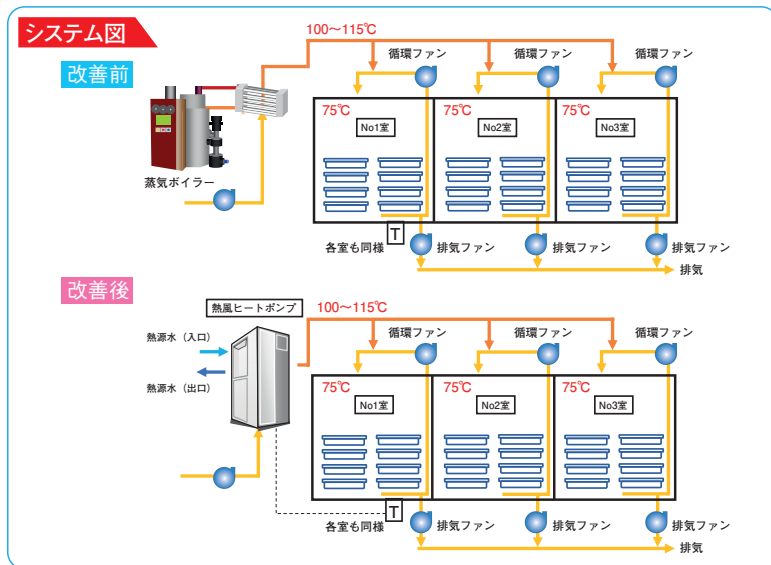 システム図
改善前
100～115℃
循環ファン 循環ファン 循環ファン
75℃ 75℃ 75℃
No1室 No2室 No3室
蒸気ボイラー
T
各室も同様 排気ファン 排気ファン 排気ファン
排気
改善後
熱風ヒートポンプ 100～115℃
熱源水（入口） 循環ファン 循環ファン 循環ファン
熱源水（出口） 75℃ 75℃ 75℃
No1室 No2室 No3室
T
各室も同様 排気ファン 排気ファン 排気ファン
排気